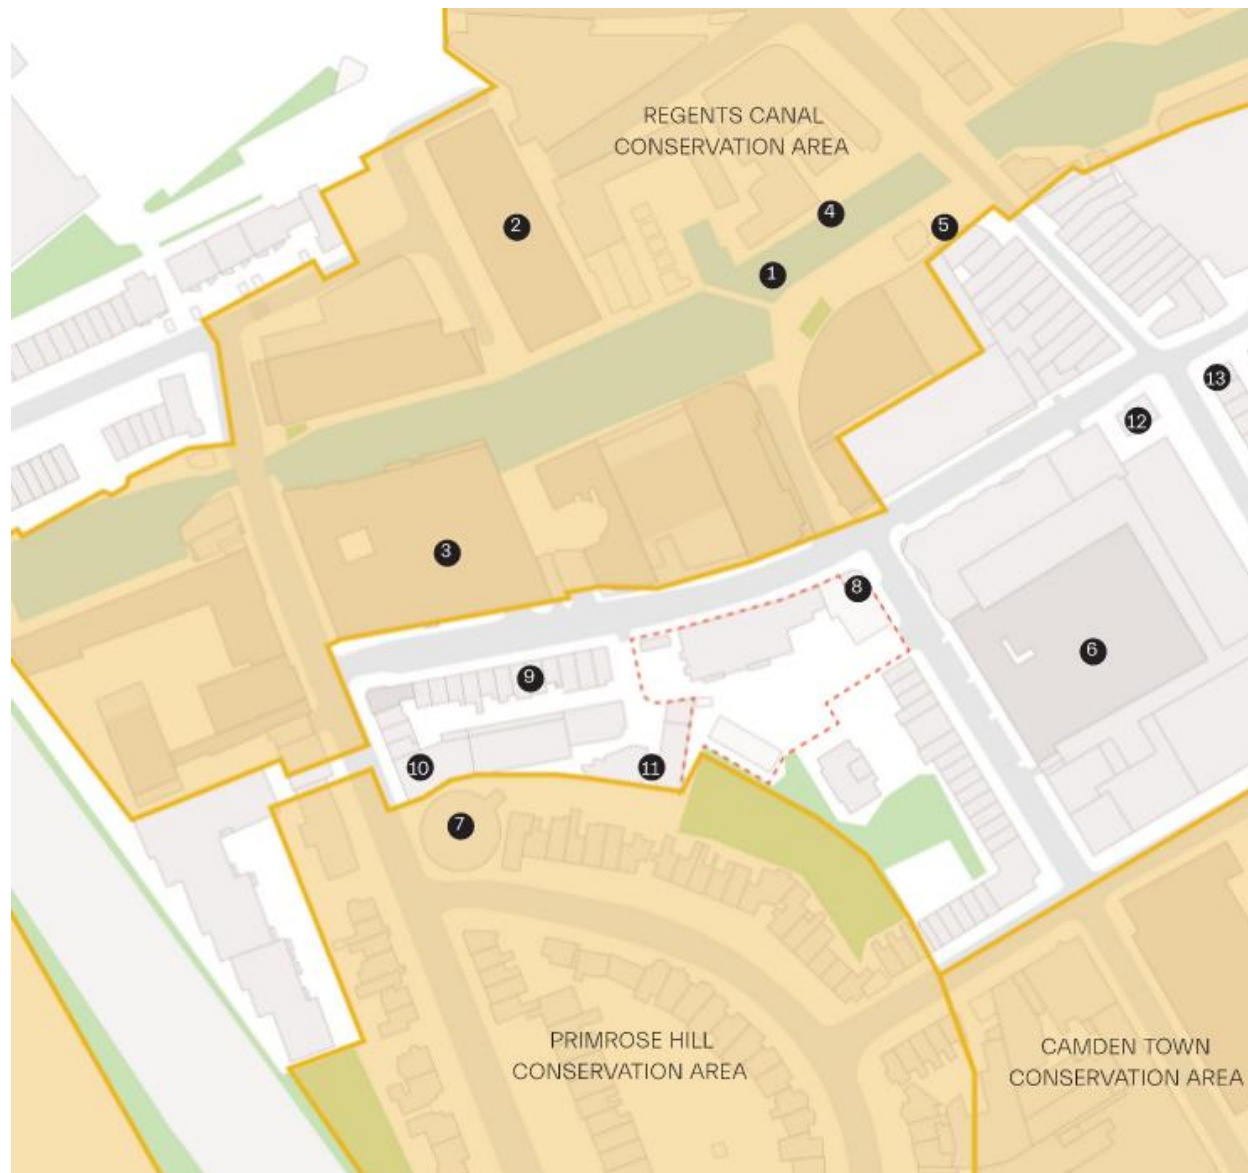 REGENTS CANAL
CONSERVATION AREA
2
4
5
1
13
12
3
8
6
9
10
11
7
PRIMROSE HILL
CONSERVATION AREA
CAMDEN TOWN
CONSERVATION AREA